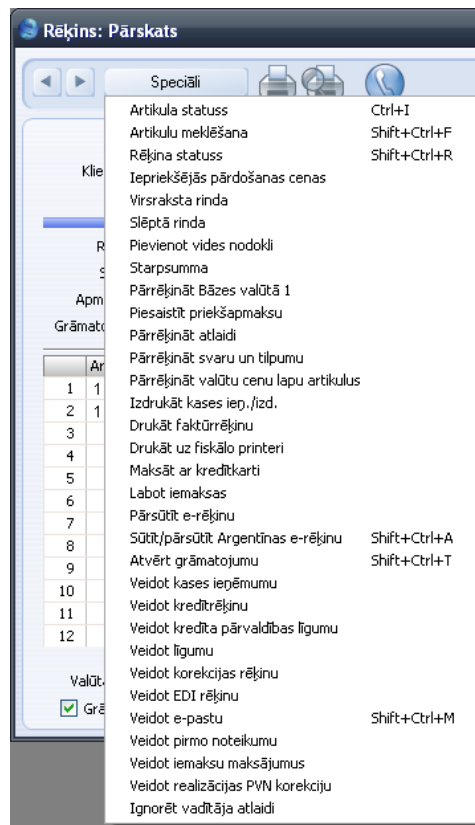 Rēķins: Pārskats
Speciāli
Artikula statuss Ctrl+I
Artikulu meklēšana Shift+Ctrl+F
Rēķina statuss Shift+Ctrl+R
Iepriekšējās pārdošanas cenas
Virsraksta rinda
Slēptā rinda
Pievienot vides nodokli
Starpsumma
Pārrēķināt Bāzes valūtā 1
Piesaistīt priekšapmaksu
Pārrēķināt atlaidi
Pārrēķināt svaru un tilpumu
Pārrēķināt valūtu cenu lapu artikulus
Izdrukāt kases ieņ./izd.
Drukāt faktūrrēķinu
Drukāt uz fiskālo printeri
Maksāt ar kredītkarti
Labot iemaksas
Pārsūtīt e-rēķinu
Sūtīt/pārsūtīt Argentīnas e-rēķinu Shift+Ctrl+A
Atvērt grāmatojumu Shift+Ctrl+T
Veidot kases ieņēmumu
Veidot kredītrēķinu
Veidot kredīta pārvaldības līgumu
Veidot līgumu
Veidot korekcijas rēķinu
Veidot EDI rēķinu
Veidot e-pastu Shift+Ctrl+M
Veidot pirmo noteikumu
Veidot iemaksu maksājumus
Veidot realizācijas PVN korekciju
Ignorēt vadītāja atlaidi
Klie
R
S
Apm
Grāmato
Ar
1 1
2 1
3
4
5
6
7
8
9
10
11
12
Valūt
Grā